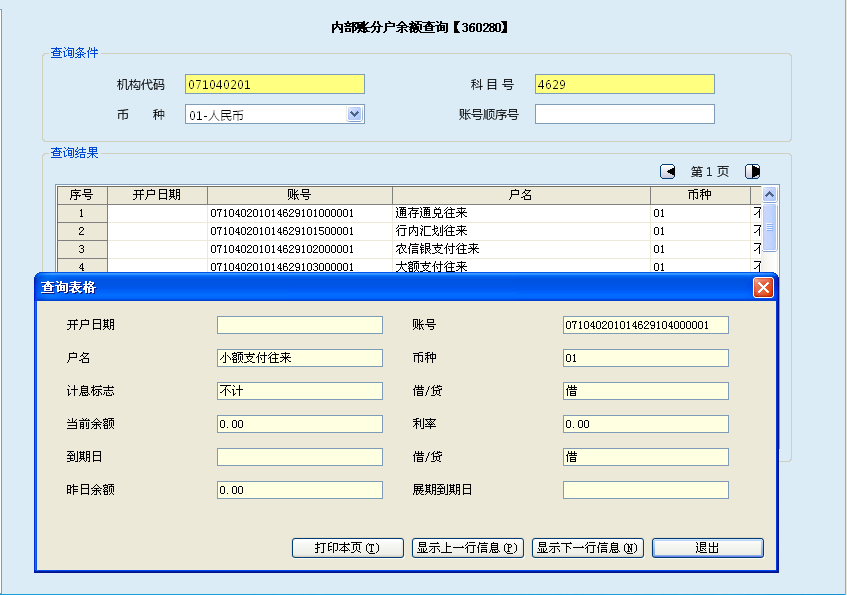 内部账分户余额查询【360280】
查询条件
机构代码 071040201 科 目 号 4629
币 种 01-人民币 账号顺序号
查询结果
第 1 页
序号 开户日期 账号 户名 币种
1 071040201014629101000001 通存通兑往来 01 不
2 071040201014629101500001 行内汇划往来 01 不
3 071040201014629102000001 农信银支付往来 01 不
4 071040201014629103000001 大额支付往来 01 不
查询表格
开户日期 账号 071040201014629104000001
户名 小额支付往来 币种 01
计息标志 不计 借/贷 借
当前余额 0.00 利率 0.00
到期日 借/贷 借
昨日余额 0.00 展期到期日
打印本页(T) 显示上一行信息(P) 显示下一行信息(N) 退出